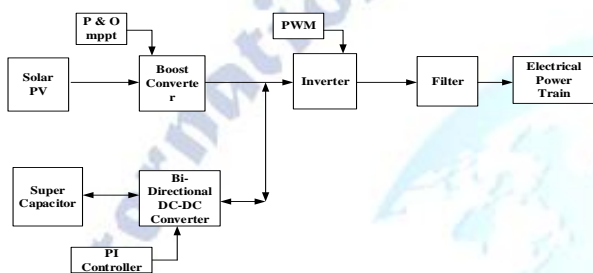 P & O
mppt
PWM
Solar
PV
Boost
Converte
r
Inverter
Filter
Electrical
Power
Train
Super
Capacitor
Bi-
Directional
DC-DC
Converter
PI
Controller